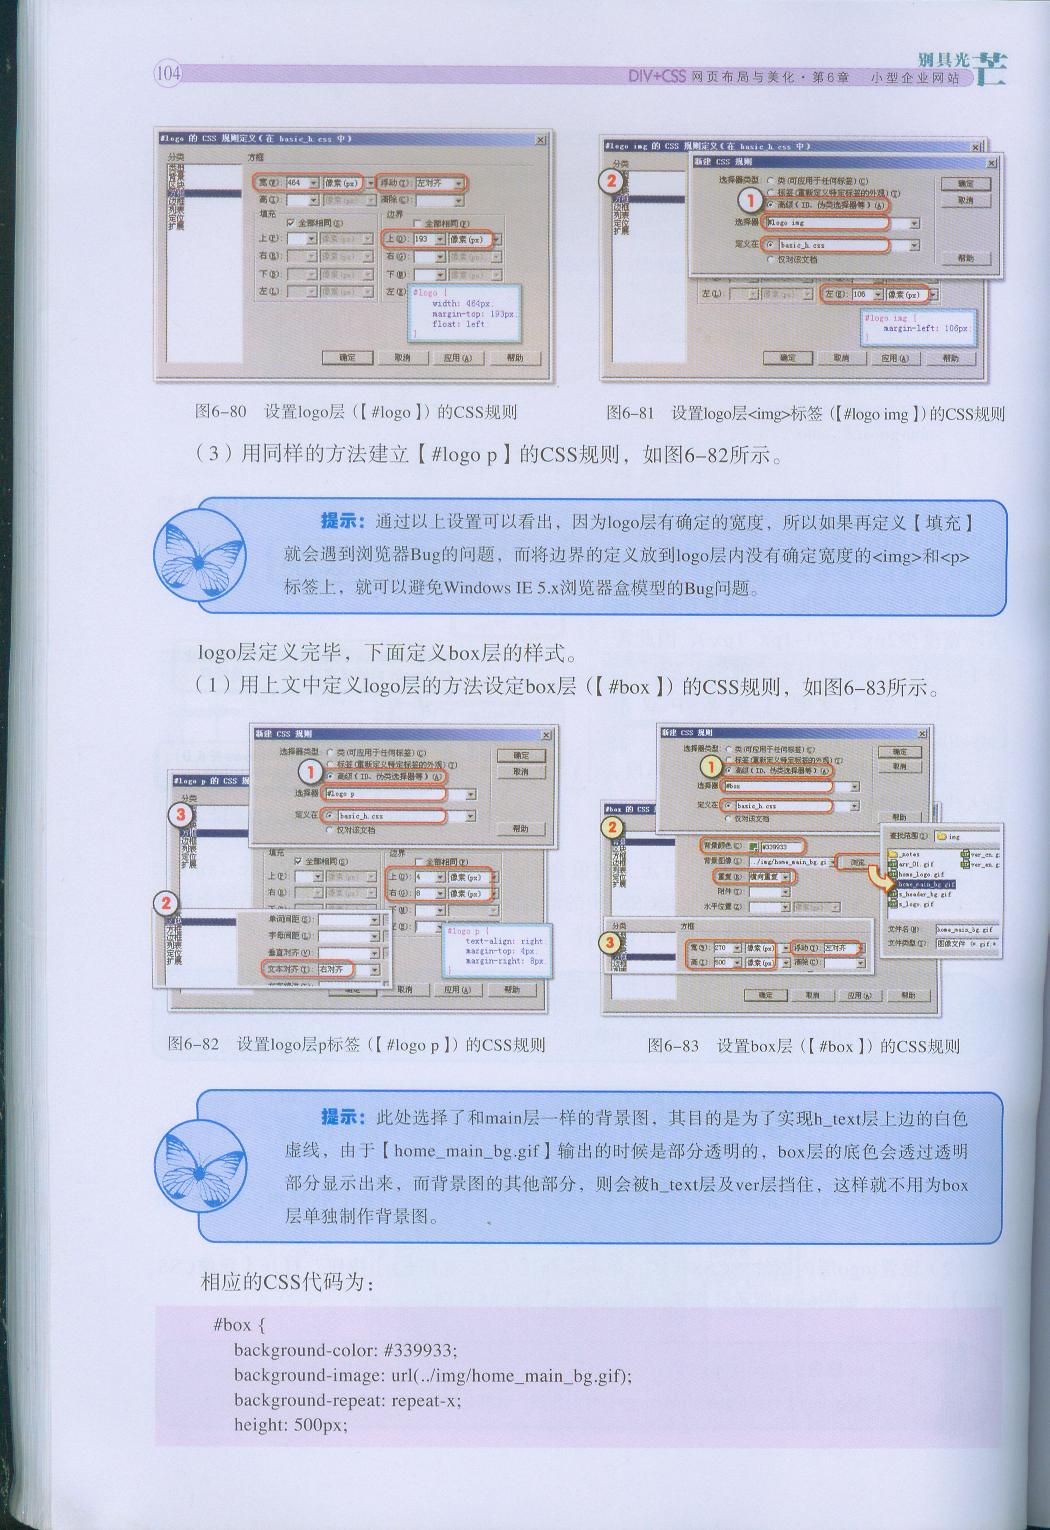 104
别具光芒
DIV+CSS 网页布局与美化·第6章 小型企业网站
#logo 的 CSS 规则定义(在 basic_h.css 中)
分类
方框
宽(W): 464 像素(px) 浮动(T): 左对齐
高(H): 像素(px) 清除(C):
填充 边界
全部相同(S) 全部相同(F)
上(P): 像素(px) 上(O): 193 像素(px)
右(R): 像素(px) 右(G): 像素(px)
下(B): 像素(px) 下(M): 像素(px)
左(L): 像素(px) 左(E):
#logo {
width: 464px;
margin-top: 193px;
float: left
}
确定 取消 应用(A) 帮助
#logo img 的 CSS 规则定义(在 basic_h.css 中)
分类
新建 CSS 规则
选择器类型: 类(可应用于任何标签)(C)
标签(重新定义特定标签的外观)(T)
高级(ID、伪类选择器等)(A)
选择器: #logo img
定义在: basic_h.css
仅对该文档
确定
取消
帮助
1
2
左(L): 像素(px) 左(E): 106 像素(px)
#logo img {
margin-left: 106px;
}
确定 取消 应用(A) 帮助
图6-80 设置logo层(【 #logo 】)的CSS规则
图6-81 设置logo层<img>标签(【#logo img 】)的CSS规则
(3)用同样的方法建立【 #logo p 】的CSS规则，如图6-82所示。
提示：通过以上设置可以看出，因为logo层有确定的宽度，所以如果再定义【 填充 】
就会遇到浏览器Bug的问题，而将边界的定义放到logo层内没有确定宽度的<img>和<p>
标签上，就可以避免Windows IE 5.x浏览器盒模型的Bug问题。
logo层定义完毕，下面定义box层的样式。
(1)用上文中定义logo层的方法设定box层(【 #box 】)的CSS规则，如图6-83所示。
新建 CSS 规则
选择器类型: 类(可应用于任何标签)(C)
标签(重新定义特定标签的外观)(T)
高级(ID、伪类选择器等)(A)
选择器: #logo p
定义在: basic_h.css
仅对该文档
确定
取消
帮助
1
#logo p 的 CSS 规
分类
3
填充 边界
全部相同(S) 全部相同(F)
上(P): 上(O): 4 像素(px)
右(R): 右(G): 8 像素(px)
2
单词间距(S):
字母间距(L):
垂直对齐(V):
文本对齐(T): 右对齐
#logo p {
text-align: right;
margin-top: 4px;
margin-right: 8px;
}
取消 应用(A) 帮助
新建 CSS 规则
选择器类型: 类(可应用于任何标签)(C)
标签(重新定义特定标签的外观)(T)
高级(ID、伪类选择器等)(A)
选择器: #box
定义在: basic_h.css
仅对该文档
确定
取消
帮助
1
#box 的 CSS
2
背景颜色(C): #339933
背景图像(I): ../img/home_main_bg.gi 浏览
重复(R): 横向重复
附件(T):
水平位置(Z): 像素(px)
查找范围(I): img
_notes
arr_01.gif
home_logo.gif
home_main_bg.gif
s_header_bg.gif
s_logo.gif
ver_cn.g
ver_en.g
文件名(N): home_main_bg.gif
文件类型(T): 图像文件 (*.gif;*
3
分类 方框
宽(W): 270 像素(px) 浮动(T): 左对齐
高(H): 500 像素(px) 清除(C):
确定 取消 应用(A) 帮助
图6-82 设置logo层p标签(【 #logo p 】)的CSS规则
图6-83 设置box层(【 #box 】)的CSS规则
提示：此处选择了和main层一样的背景图，其目的是为了实现h_text层上边的白色
虚线，由于【 home_main_bg.gif 】输出的时候是部分透明的，box层的底色会透过透明
部分显示出来，而背景图的其他部分，则会被h_text层及ver层挡住，这样就不用为box
层单独制作背景图。
相应的CSS代码为：
#box {
background-color: #339933;
background-image: url(../img/home_main_bg.gif);
background-repeat: repeat-x;
height: 500px;